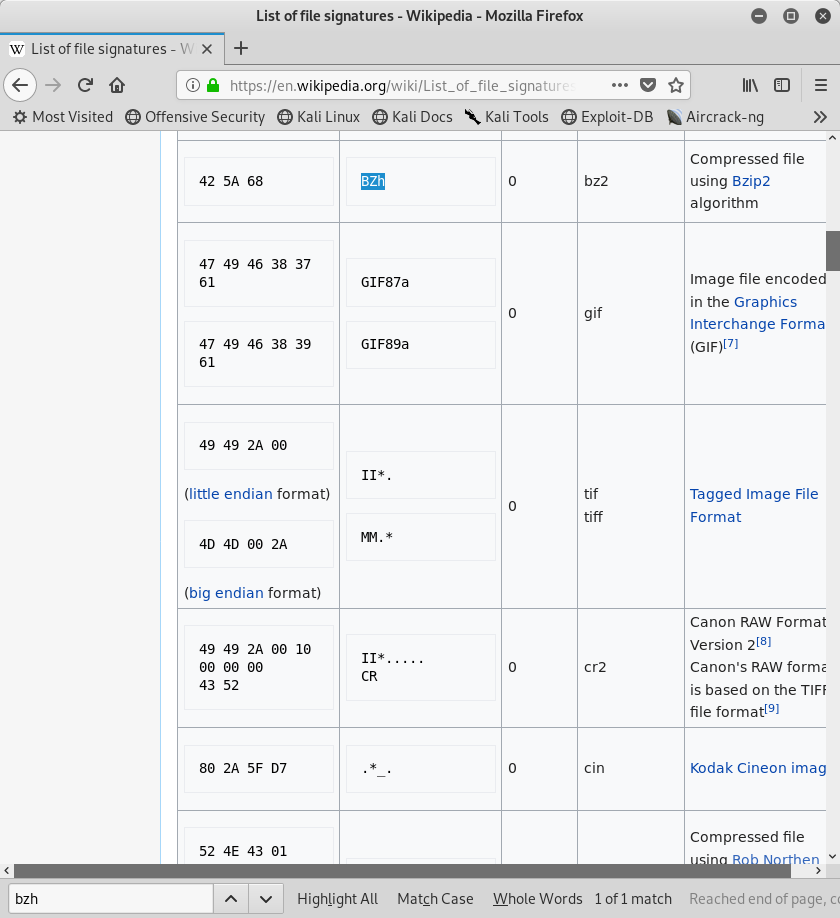 List of file signatures - Wikipedia - Mozilla Firefox
W List of file signatures - W
https://en.wikipedia.org/wiki/List_of_file_signatures
Most Visited Offensive Security Kali Linux Kali Docs Kali Tools Exploit-DB Aircrack-ng
42 5A 68
BZh
0
bz2
Compressed file
using Bzip2
algorithm
47 49 46 38 37
61
47 49 46 38 39
61
GIF87a
GIF89a
0
gif
Image file encoded
in the Graphics
Interchange Forma
(GIF)[7]
49 49 2A 00
(little endian format)
4D 4D 00 2A
(big endian format)
II*.
MM.*
0
tif
tiff
Tagged Image File
Format
49 49 2A 00 10
00 00 00
43 52
II*.....
CR
0
cr2
Canon RAW Format
Version 2[8]
Canon's RAW forma
is based on the TIFF
file format[9]
80 2A 5F D7
.*_.
0
cin
Kodak Cineon imag
52 4E 43 01
Compressed file
using Rob Northen
bzh
Highlight All Match Case Whole Words 1 of 1 match Reached end of page, c